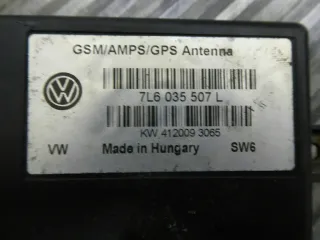 GSM/AMPS/GPS Antenna
7L6 035 507 L
KW 412009 3065
VW Made in Hungary SW6